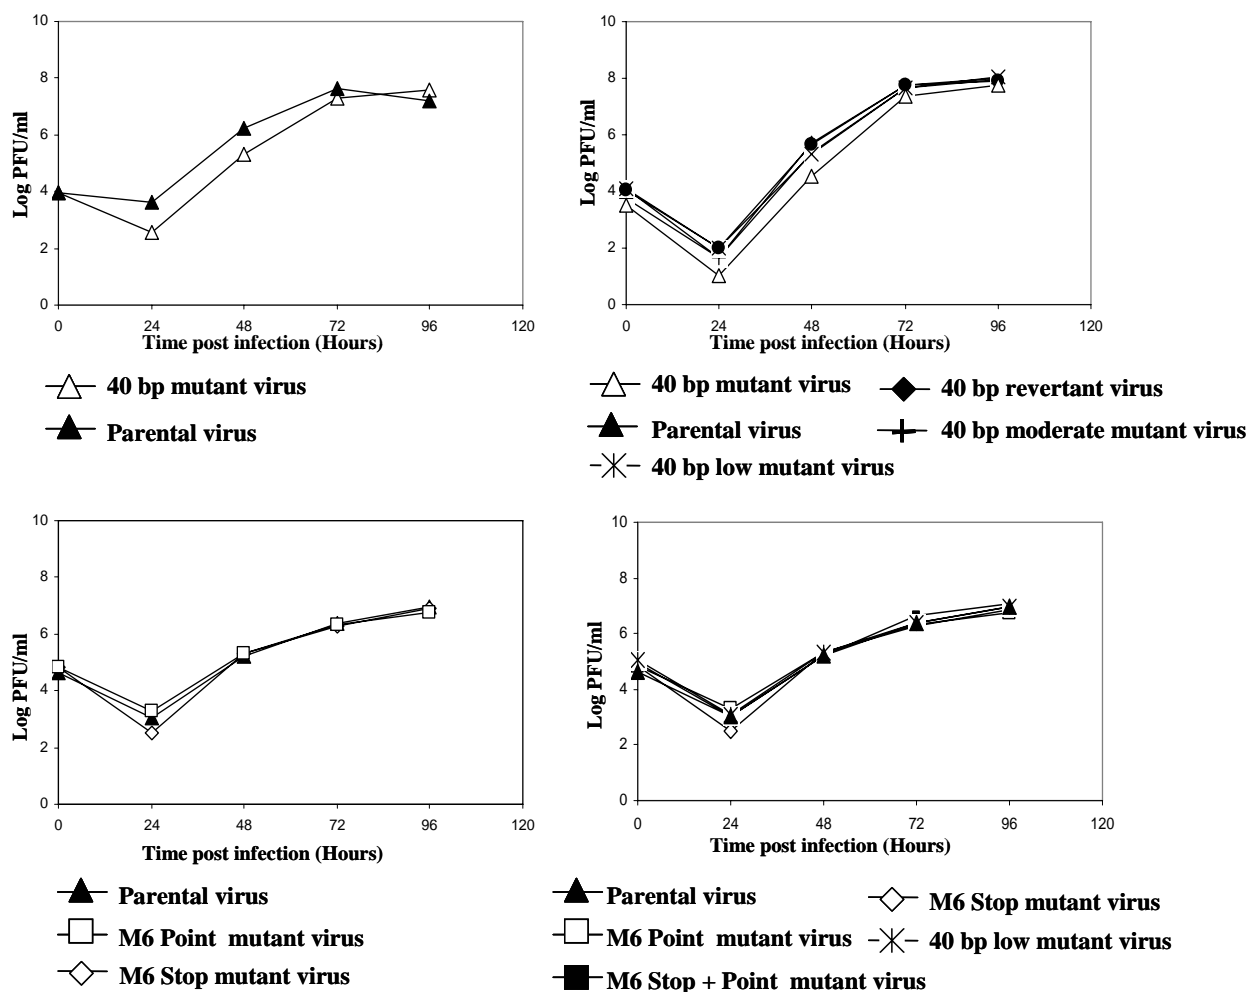 10
8
6
4
2
0
Log PFU/ml
0 24 48 72 96 120
Time post infection (Hours)
40 bp mutant virus
Parental virus
10
8
6
4
2
0
Log PFU/ml
0 24 48 72 96 120
Time post infection (Hours)
40 bp mutant virus
Parental virus
40 bp low mutant virus
40 bp revertant virus
40 bp moderate mutant virus
10
8
6
4
2
0
Log PFU/ml
0 24 48 72 96 120
Time post infection (Hours)
Parental virus
M6 Point mutant virus
M6 Stop mutant virus
10
8
6
4
2
0
Log PFU/ml
0 24 48 72 96 120
Time post infection (Hours)
Parental virus
M6 Point mutant virus
M6 Stop + Point mutant virus
M6 Stop mutant virus
40 bp low mutant virus